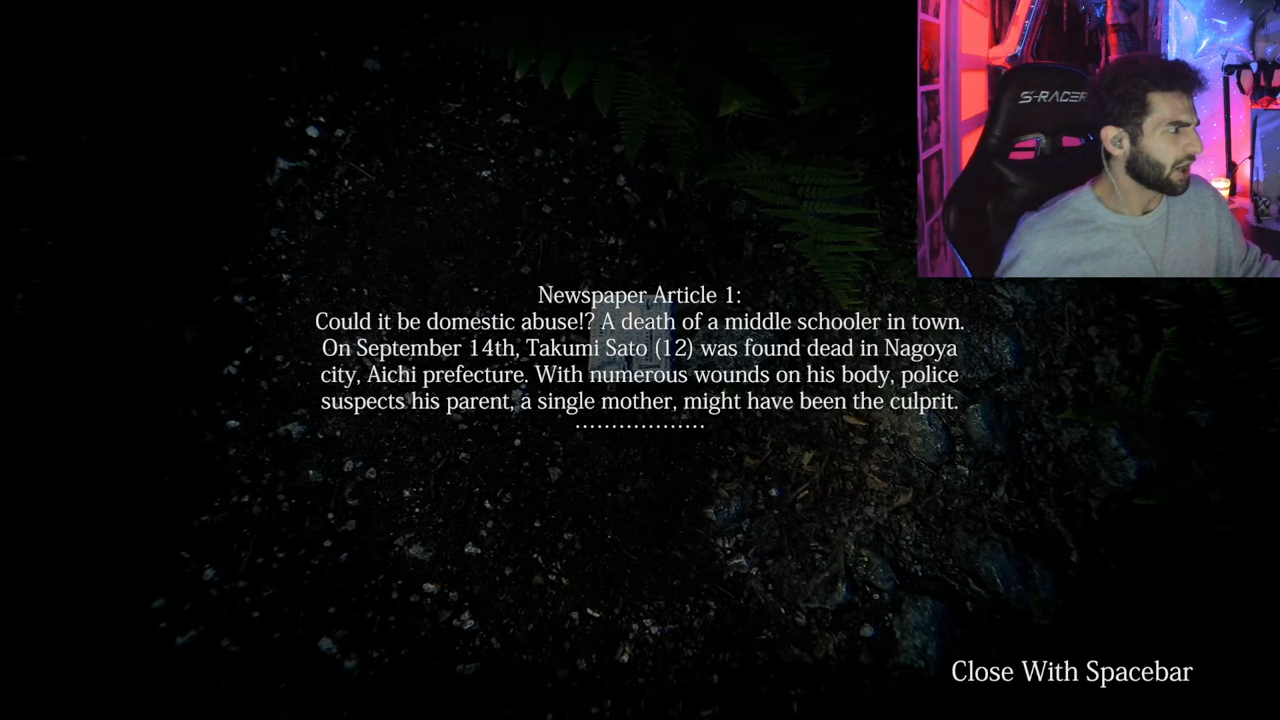 S-RACER
Newspaper Article 1:
Could it be domestic abuse!? A death of a middle schooler in town.
On September 14th, Takumi Sato (12) was found dead in Nagoya
city, Aichi prefecture. With numerous wounds on his body, police
suspects his parent, a single mother, might have been the culprit.
..................
Close With Spacebar